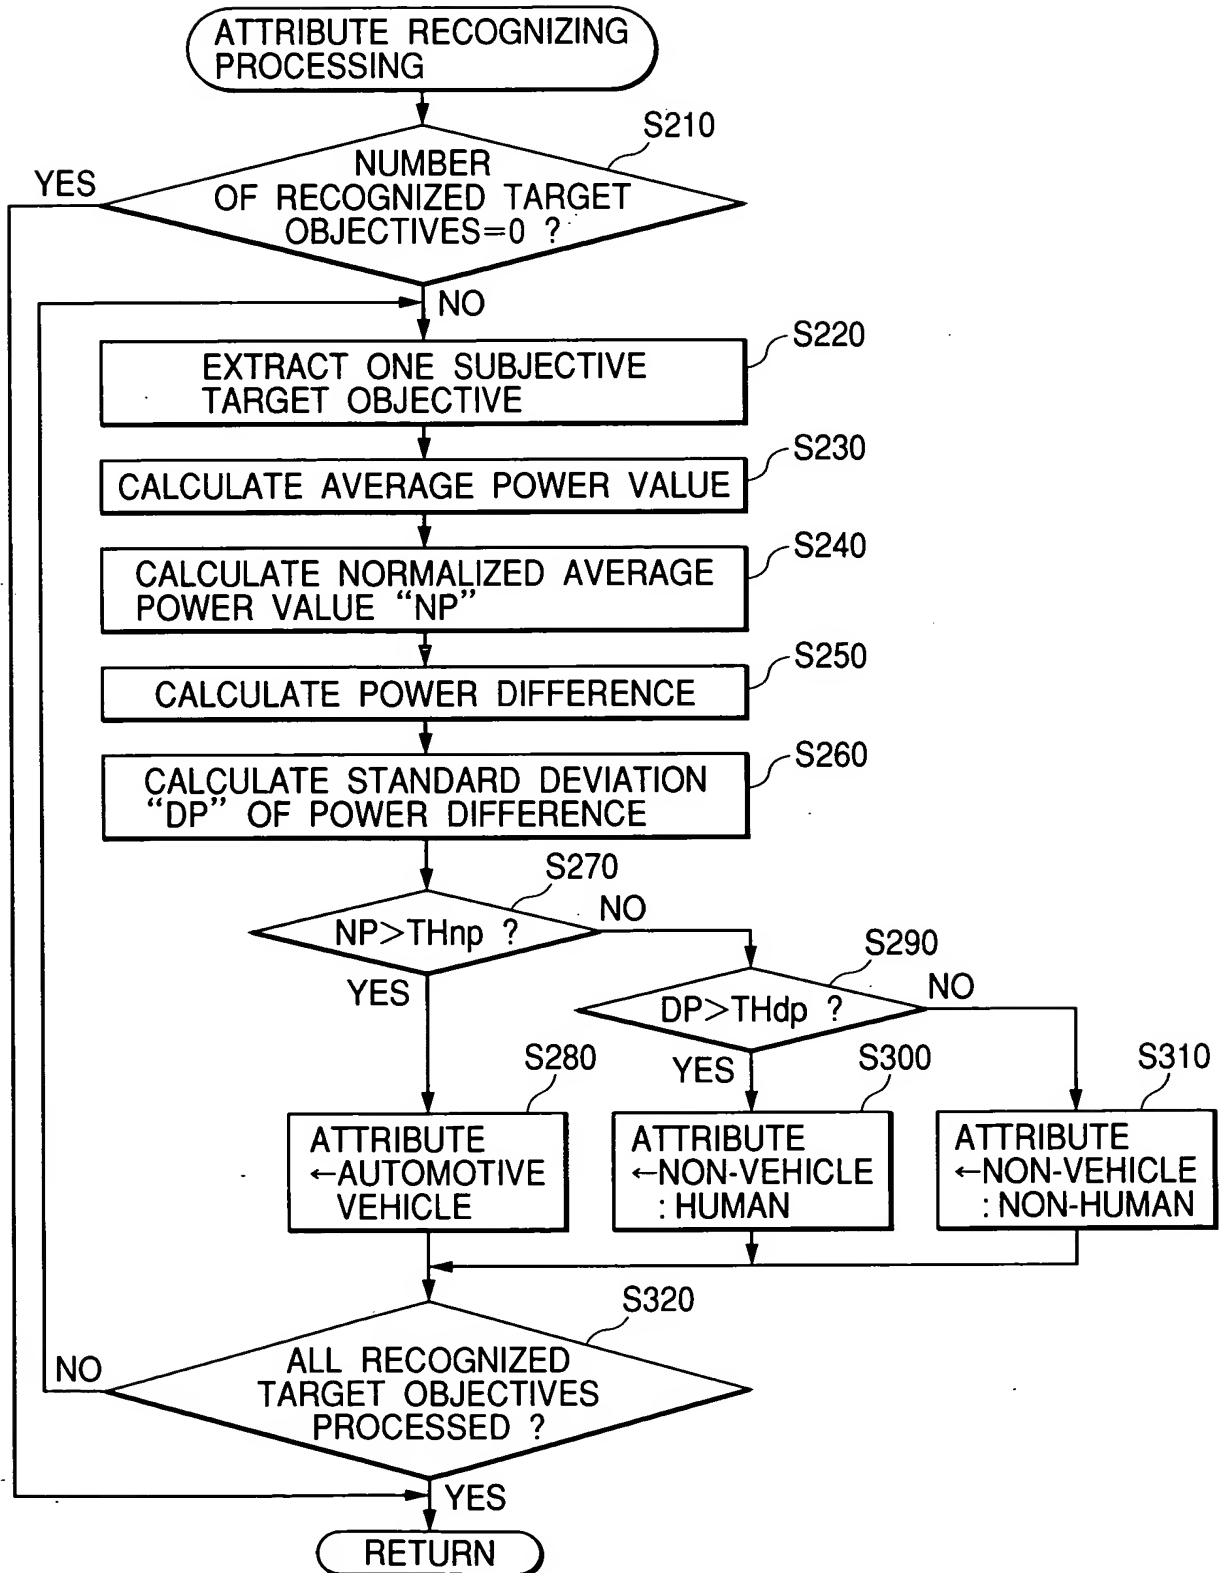 ATTRIBUTE RECOGNIZING
PROCESSING
S210
NUMBER
OF RECOGNIZED TARGET
OBJECTIVES=0 ?
YES
NO
S220
EXTRACT ONE SUBJECTIVE
TARGET OBJECTIVE
S230
CALCULATE AVERAGE POWER VALUE
S240
CALCULATE NORMALIZED AVERAGE
POWER VALUE “NP”
S250
CALCULATE POWER DIFFERENCE
S260
CALCULATE STANDARD DEVIATION
“DP” OF POWER DIFFERENCE
S270
NP>THnp ?
NO
YES
S290
DP>THdp ?
NO
YES
S280
ATTRIBUTE
←AUTOMOTIVE
VEHICLE
S300
ATTRIBUTE
←NON-VEHICLE
: HUMAN
S310
ATTRIBUTE
←NON-VEHICLE
: NON-HUMAN
S320
ALL RECOGNIZED
TARGET OBJECTIVES
PROCESSED ?
NO
YES
RETURN